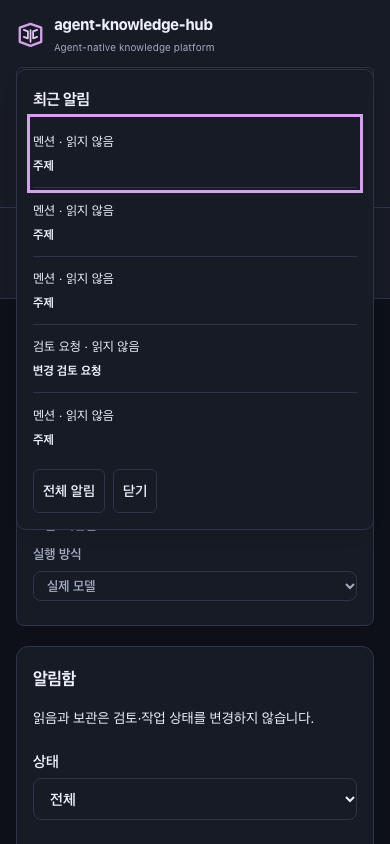 agent-knowledge-hub
Agent-native knowledge platform
최근 알림
멘션 · 읽지 않음
주제
멘션 · 읽지 않음
주제
멘션 · 읽지 않음
주제
검토 요청 · 읽지 않음
변경 검토 요청
멘션 · 읽지 않음
주제
전체 알림 닫기
실행 방식
실제 모델
알림함
읽음과 보관은 검토·작업 상태를 변경하지 않습니다.
상태
전체